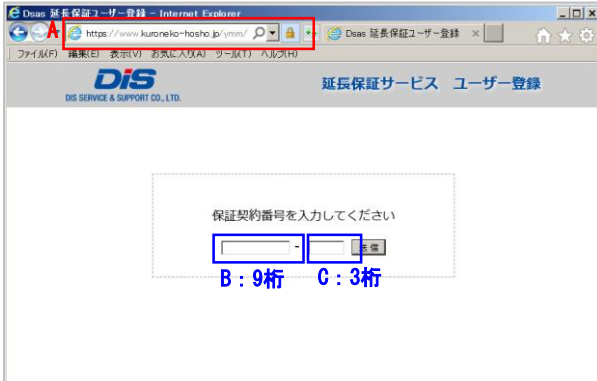 Dsas 延長保証ユーザー登録 - Internet Explorer
A https://www.kuroneko-hosho.jp/ymm/ Dsas 延長保証ユーザー登録
ファイル(F) 編集(E) 表示(V) お気に入り(A) ツール(T) ヘルプ(H)
DiS 延長保証サービス ユーザー登録
DIS SERVICE & SUPPORT CO., LTD.
保証契約番号を入力してください
- 送信
B:9桁 C:3桁